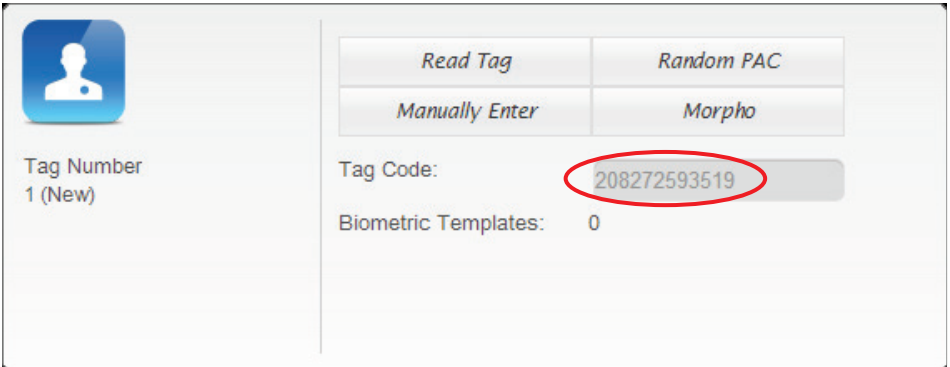 Read Tag
Random PAC
Manually Enter
Morpho
Tag Number
1 (New)
Tag Code:
208272593519
Biometric Templates: 0